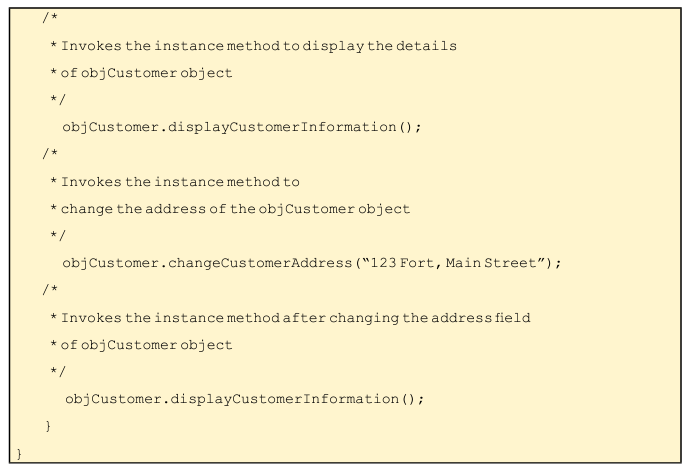 /*
* Invokes the instance method to display the details
* of objCustomer object
*/
objCustomer.displayCustomerInformation();
/*
* Invokes the instance method to
* change the address of the objCustomer object
*/
objCustomer.changeCustomerAddress(“123 Fort, Main Street”);
/*
* Invokes the instance method after changing the address field
* of objCustomer object
*/
objCustomer.displayCustomerInformation();
}
}